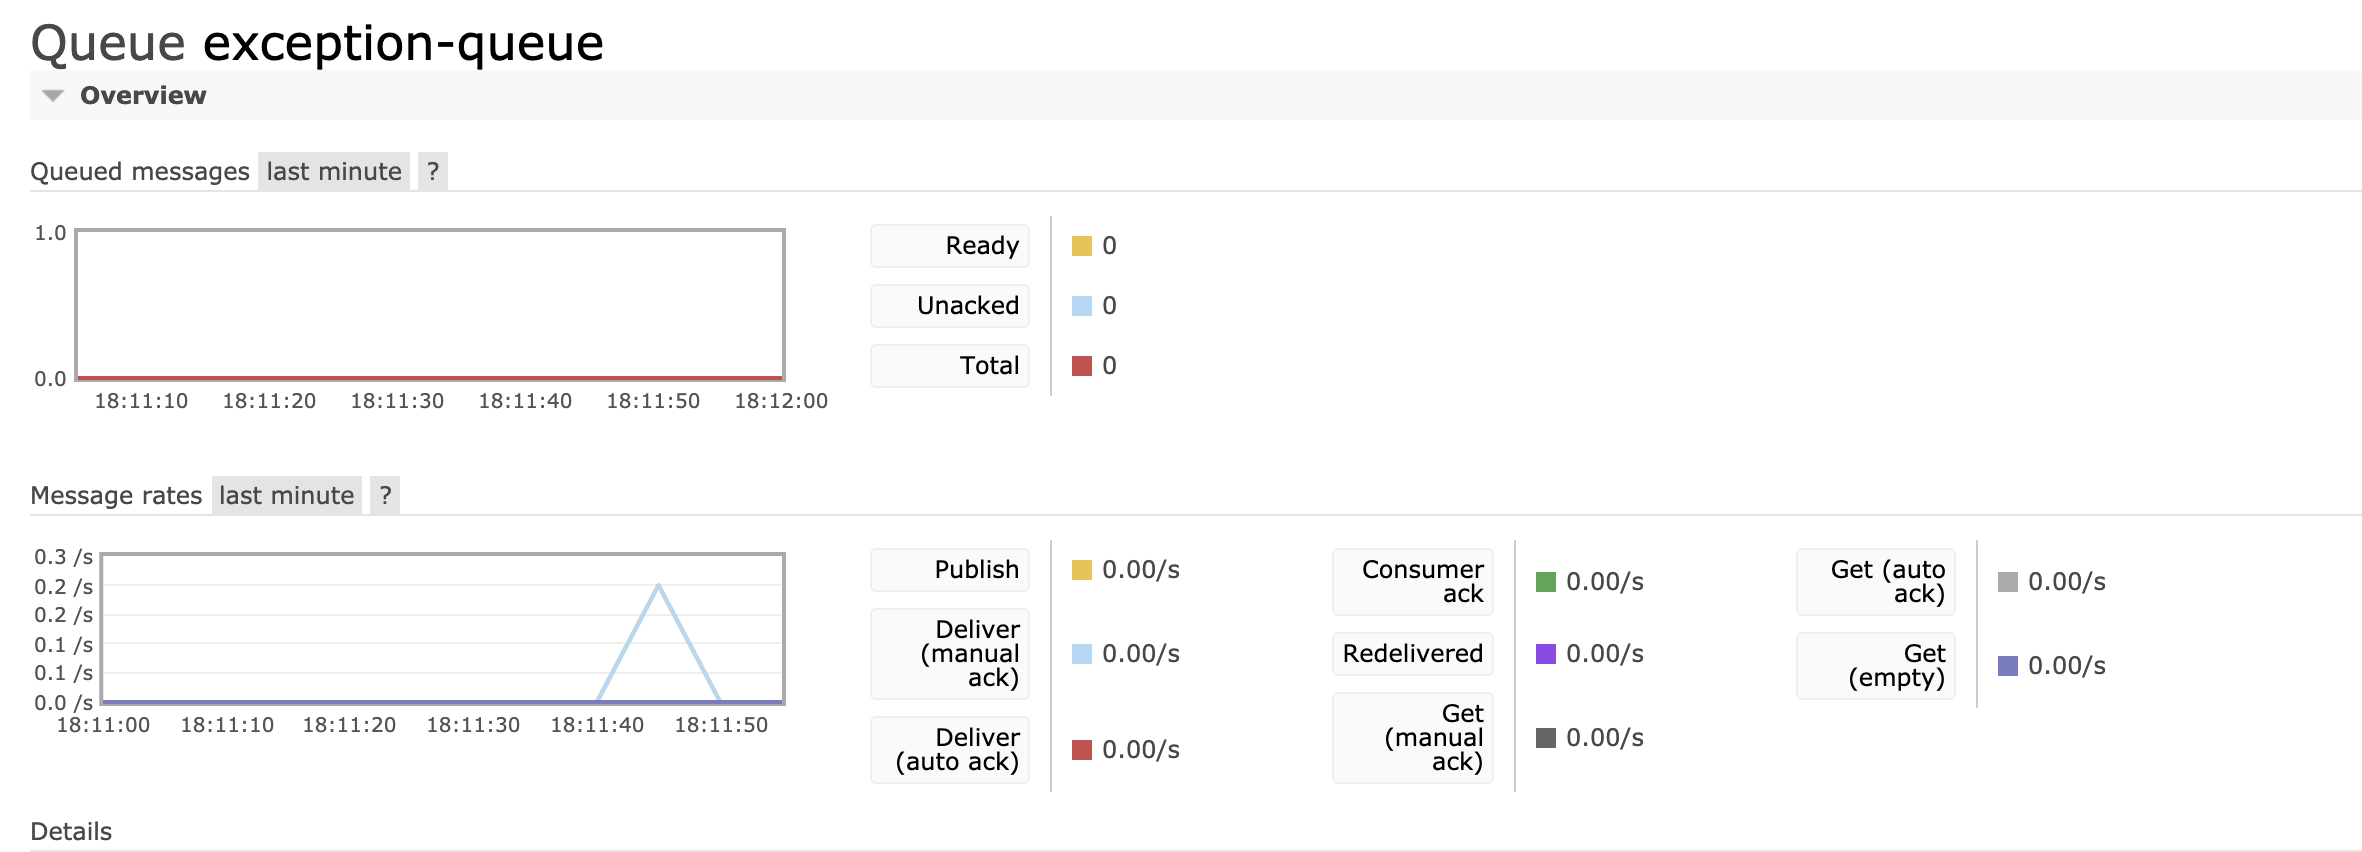 Queue exception-queue
Overview
Queued messages last minute ?
1.0
0.0
18:11:10 18:11:20 18:11:30 18:11:40 18:11:50 18:12:00
Ready 0
Unacked 0
Total 0
Message rates last minute ?
0.3 /s
0.2 /s
0.2 /s
0.1 /s
0.1 /s
0.0 /s
18:11:00 18:11:10 18:11:20 18:11:30 18:11:40 18:11:50
Publish 0.00/s
Deliver
(manual 0.00/s
ack)
Deliver
(auto ack) 0.00/s
Consumer
ack 0.00/s
Redelivered 0.00/s
Get
(manual 0.00/s
ack)
Get (auto
ack) 0.00/s
Get
(empty) 0.00/s
Details